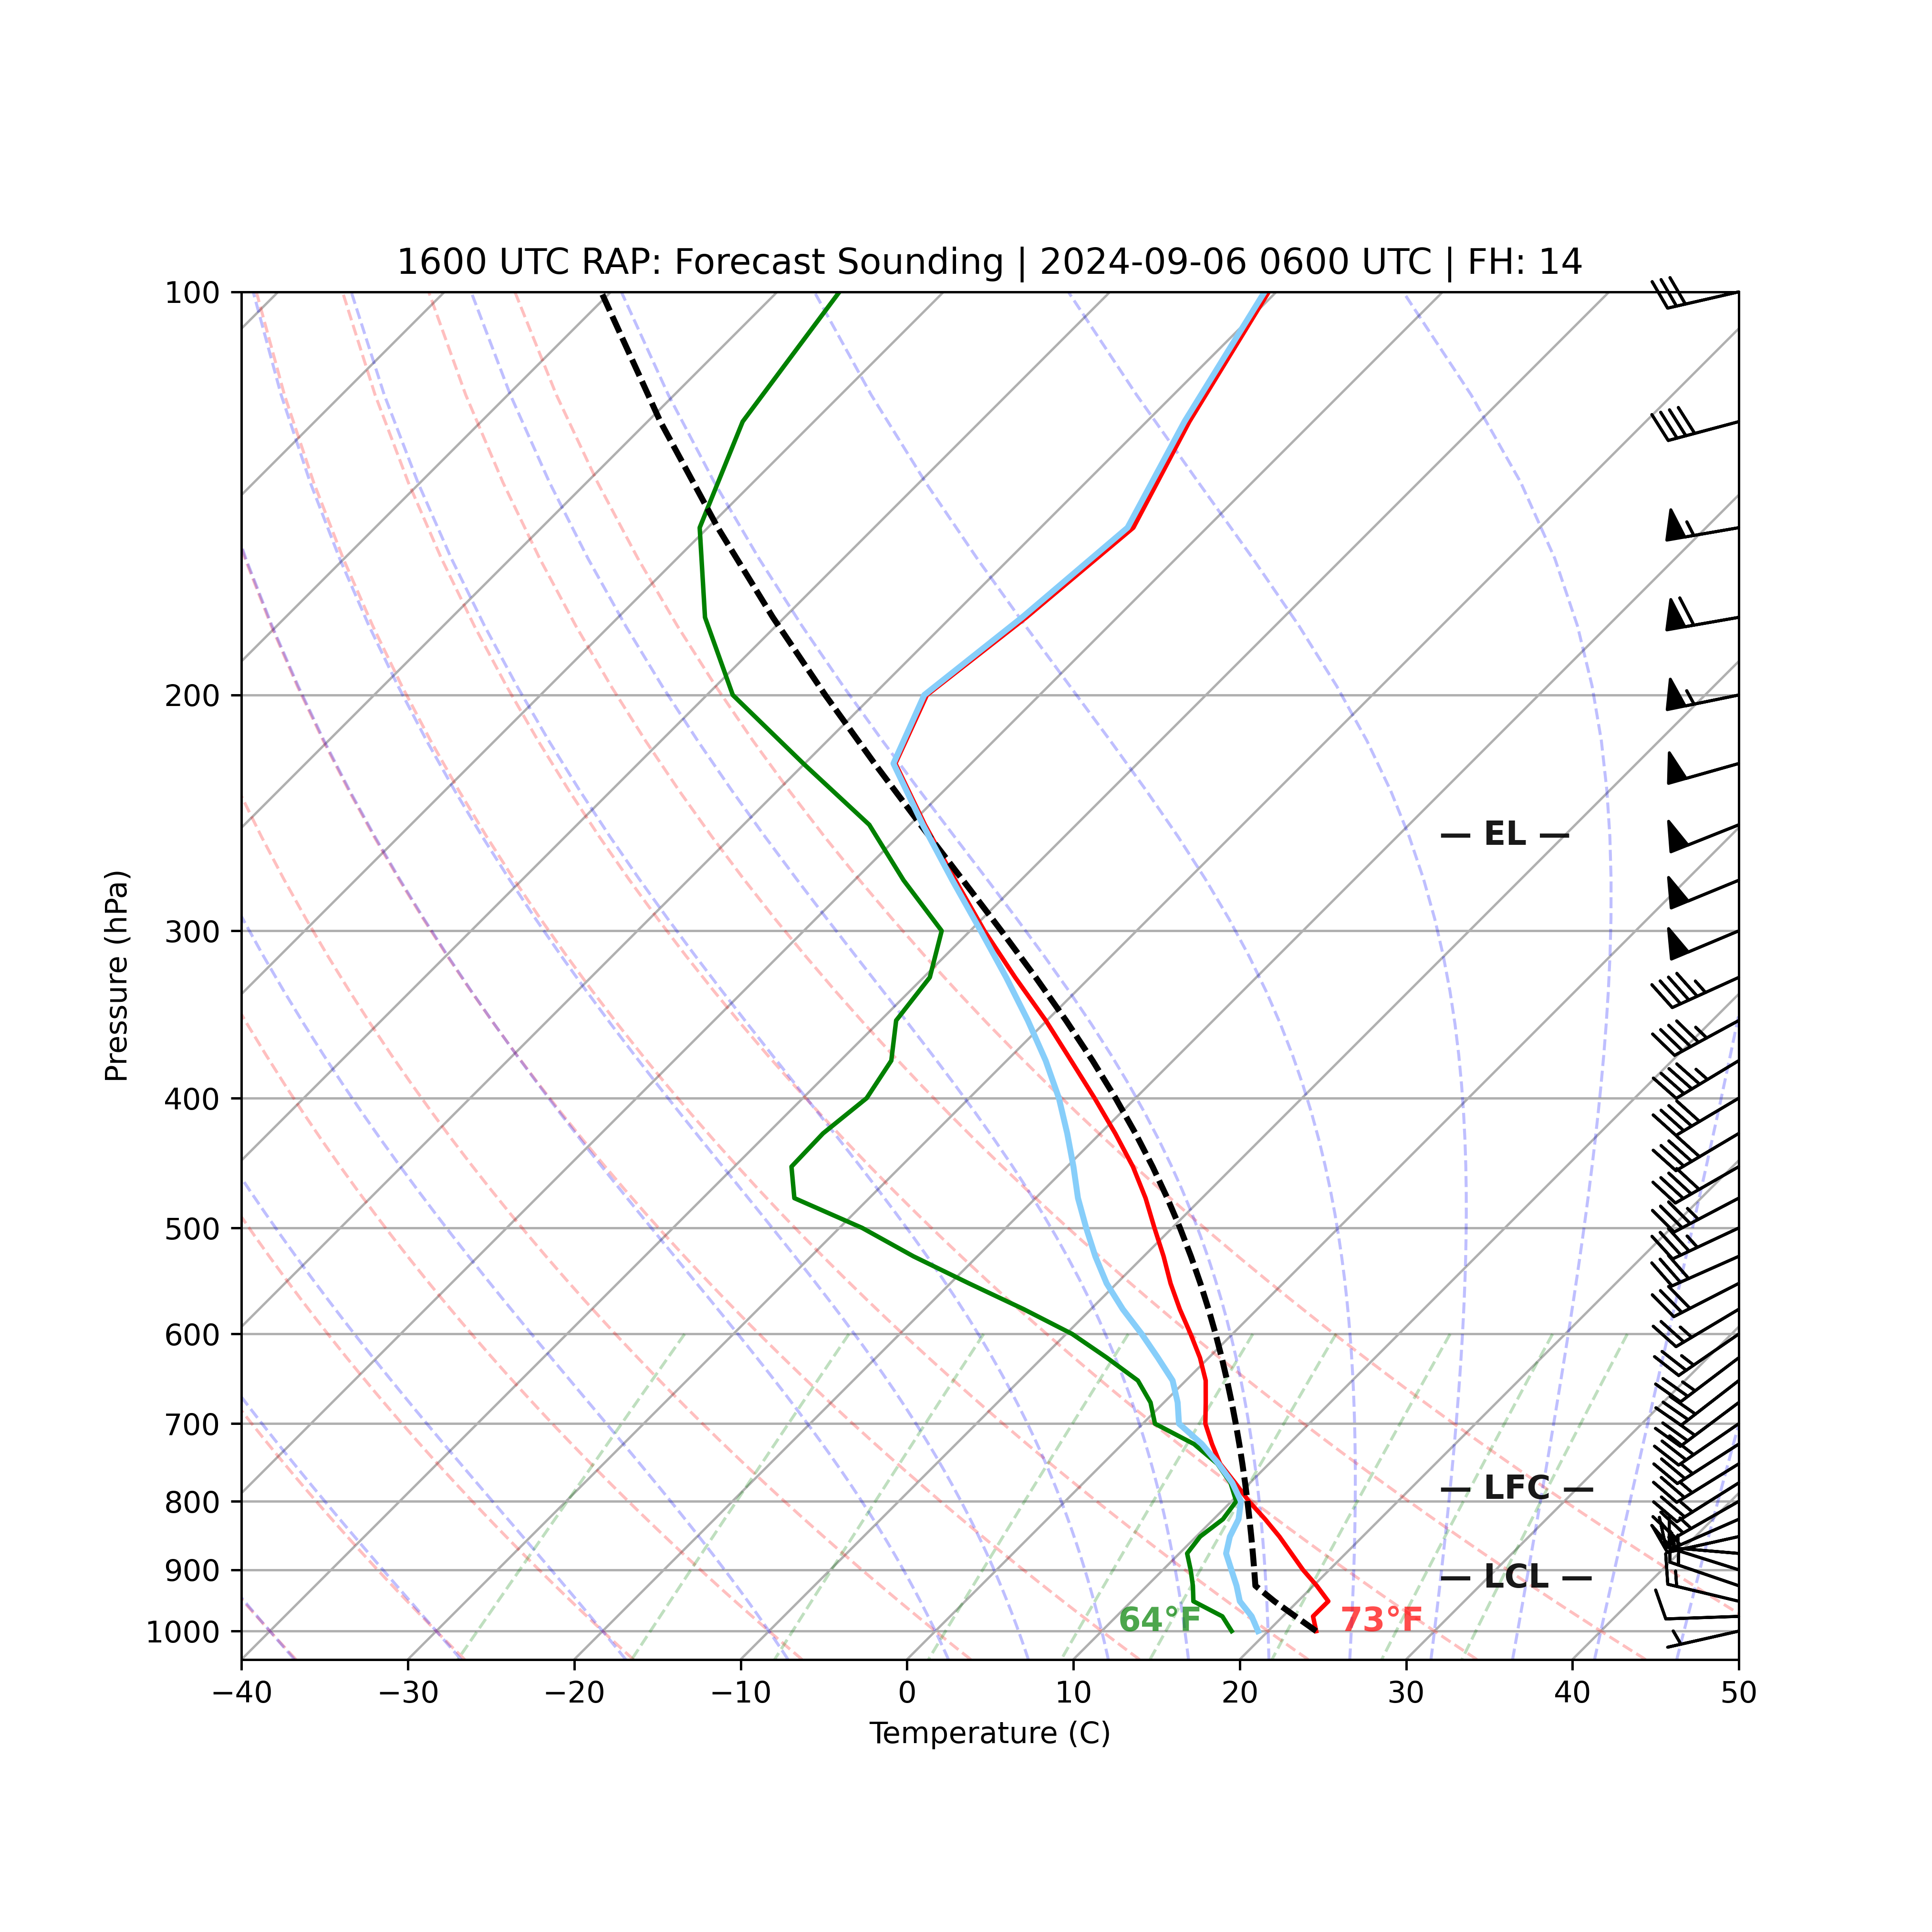 1600 UTC RAP: Forecast Sounding | 2024-09-06 0600 UTC | FH: 14
100
200
— EL —
300
Pressure (hPa)
400
500
600
700
— LFC —
800
900
— LCL —
64°F 73°F
1000
−40 −30 −20 −10 0 10 20 30 40 50
Temperature (C)